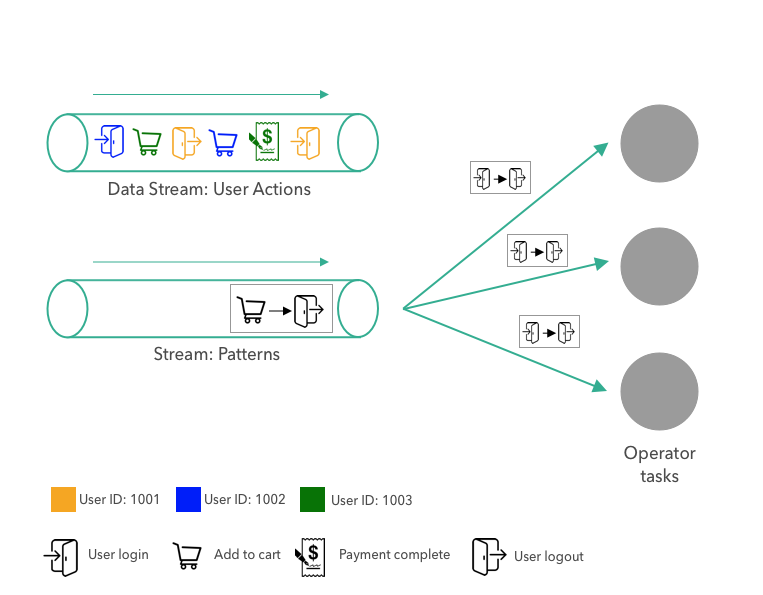 $
Data Stream: User Actions
Stream: Patterns
Operator
tasks
User ID: 1001
User ID: 1002
User ID: 1003
User login
Add to cart
$
Payment complete
User logout